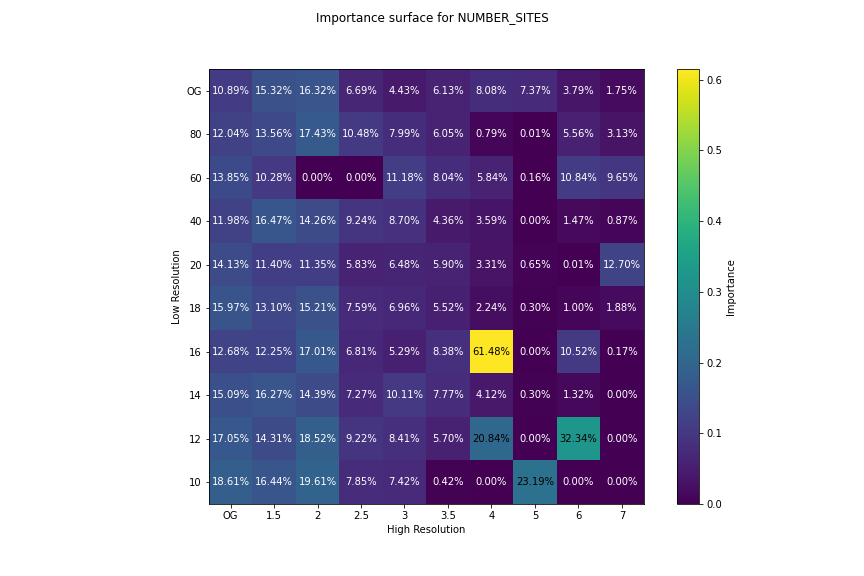 Importance surface for NUMBER_SITES
OG 10.89% 15.32% 16.32% 6.69% 4.43% 6.13% 8.08% 7.37% 3.79% 1.75%
80 12.04% 13.56% 17.43% 10.48% 7.99% 6.05% 0.79% 0.01% 5.56% 3.13%
60 13.85% 10.28% 0.00% 0.00% 11.18% 8.04% 5.84% 0.16% 10.84% 9.65%
40 11.98% 16.47% 14.26% 9.24% 8.70% 4.36% 3.59% 0.00% 1.47% 0.87%
20 14.13% 11.40% 11.35% 5.83% 6.48% 5.90% 3.31% 0.65% 0.01% 12.70%
18 15.97% 13.10% 15.21% 7.59% 6.96% 5.52% 2.24% 0.30% 1.00% 1.88%
16 12.68% 12.25% 17.01% 6.81% 5.29% 8.38% 61.48% 0.00% 10.52% 0.17%
14 15.09% 16.27% 14.39% 7.27% 10.11% 7.77% 4.12% 0.30% 1.32% 0.00%
12 17.05% 14.31% 18.52% 9.22% 8.41% 5.70% 20.84% 0.00% 32.34% 0.00%
10 18.61% 16.44% 19.61% 7.85% 7.42% 0.42% 0.00% 23.19% 0.00% 0.00%
OG 1.5 2 2.5 3 3.5 4 5 6 7
High Resolution
Low Resolution
0.6
0.5
0.4
0.3
0.2
0.1
0.0
Importance